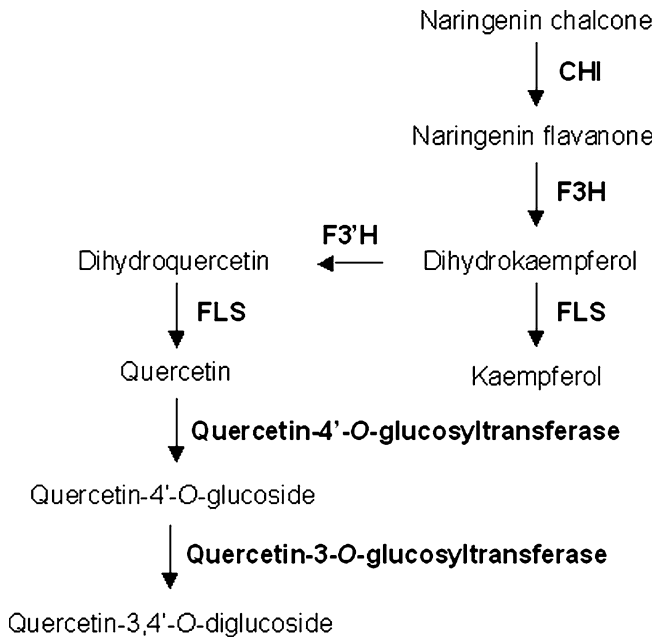 Naringenin chalcone
CHI
Naringenin flavanone
F3H
F3'H
Dihydroquercetin
Dihydrokaempferol
FLS
FLS
Quercetin
Kaempferol
Quercetin-4'-O-glucosyltransferase
Quercetin-4'-O-glucoside
Quercetin-3-O-glucosyltransferase
Quercetin-3,4'-O-diglucoside